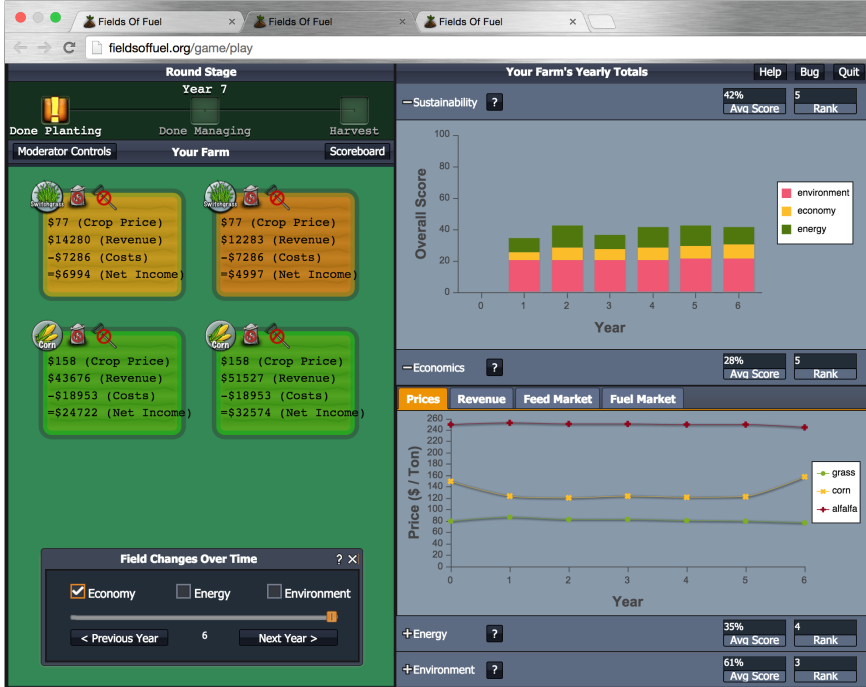 Fields Of Fuel ×
Fields Of Fuel ×
Fields Of Fuel ×
fieldsoffuel.org/game/play
Round Stage
Year 7
Done Planting
Done Managing
Harvest
Moderator Controls
Your Farm
Scoreboard
Switchgrass
$77 (Crop Price)
$14280 (Revenue)
-$7286 (Costs)
=$6994 (Net Income)
Switchgrass
$77 (Crop Price)
$12283 (Revenue)
-$7286 (Costs)
=$4997 (Net Income)
Corn
$158 (Crop Price)
$43676 (Revenue)
-$18953 (Costs)
=$24722 (Net Income)
Corn
$158 (Crop Price)
$51527 (Revenue)
-$18953 (Costs)
=$32574 (Net Income)
Field Changes Over Time ? ×
Economy
Energy
Environment
< Previous Year
6
Next Year >
Your Farm's Yearly Totals
Help
Bug
Quit
−Sustainability ?
42%
Avg Score
5
Rank
Overall Score
100
80
60
40
20
0
0 1 2 3 4 5 6
Year
environment
economy
energy
−Economics ?
28%
Avg Score
5
Rank
Prices
Revenue
Feed Market
Fuel Market
Price ($ / Ton)
260
240
220
200
180
160
140
120
100
80
60
40
20
0
0 1 2 3 4 5 6
Year
grass
corn
alfalfa
+Energy ?
35%
Avg Score
4
Rank
+Environment ?
61%
Avg Score
3
Rank